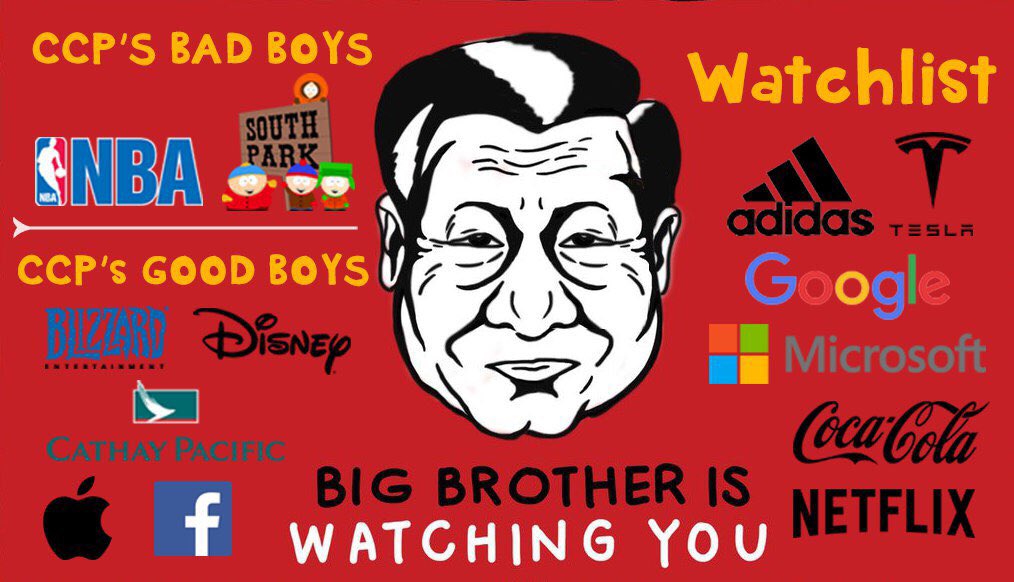 CCP'S BAD BOYS
NBA
NBA
SOUTH
PARK
CCP's GOOD BOYS
BLIZZARD
ENTERTAINMENT
Disney
CATHAY PACIFIC
f
Watchlist
adidas
TESLA
Google
Microsoft
Coca-Cola
NETFLIX
BIG BROTHER IS
WATCHING YOU